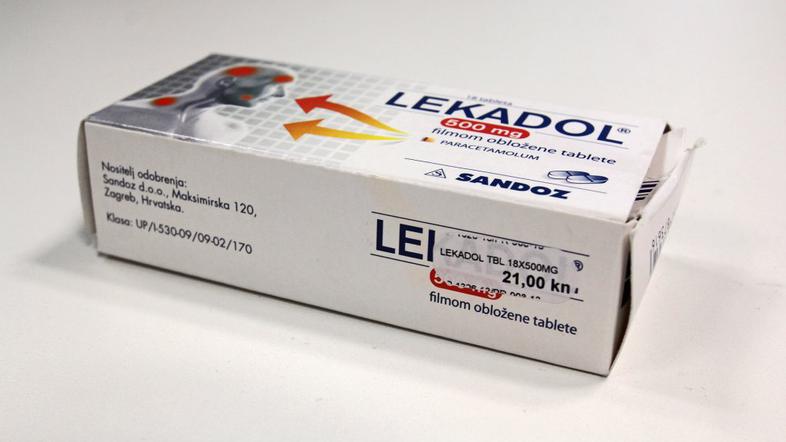 18 tableta
LEKADOL®
500 mg
filmom obložene tablete
PARACETAMOLUM
SANDOZ
Nositelj odobrenja:
Sandoz d.o.o., Maksimirska 120,
Zagreb, Hrvatska.
Klasa: UP/I-530-09/09-02/170
LEI
LEKADOL TBL 18X500MG
21,00 kn
filmom obložene tablete